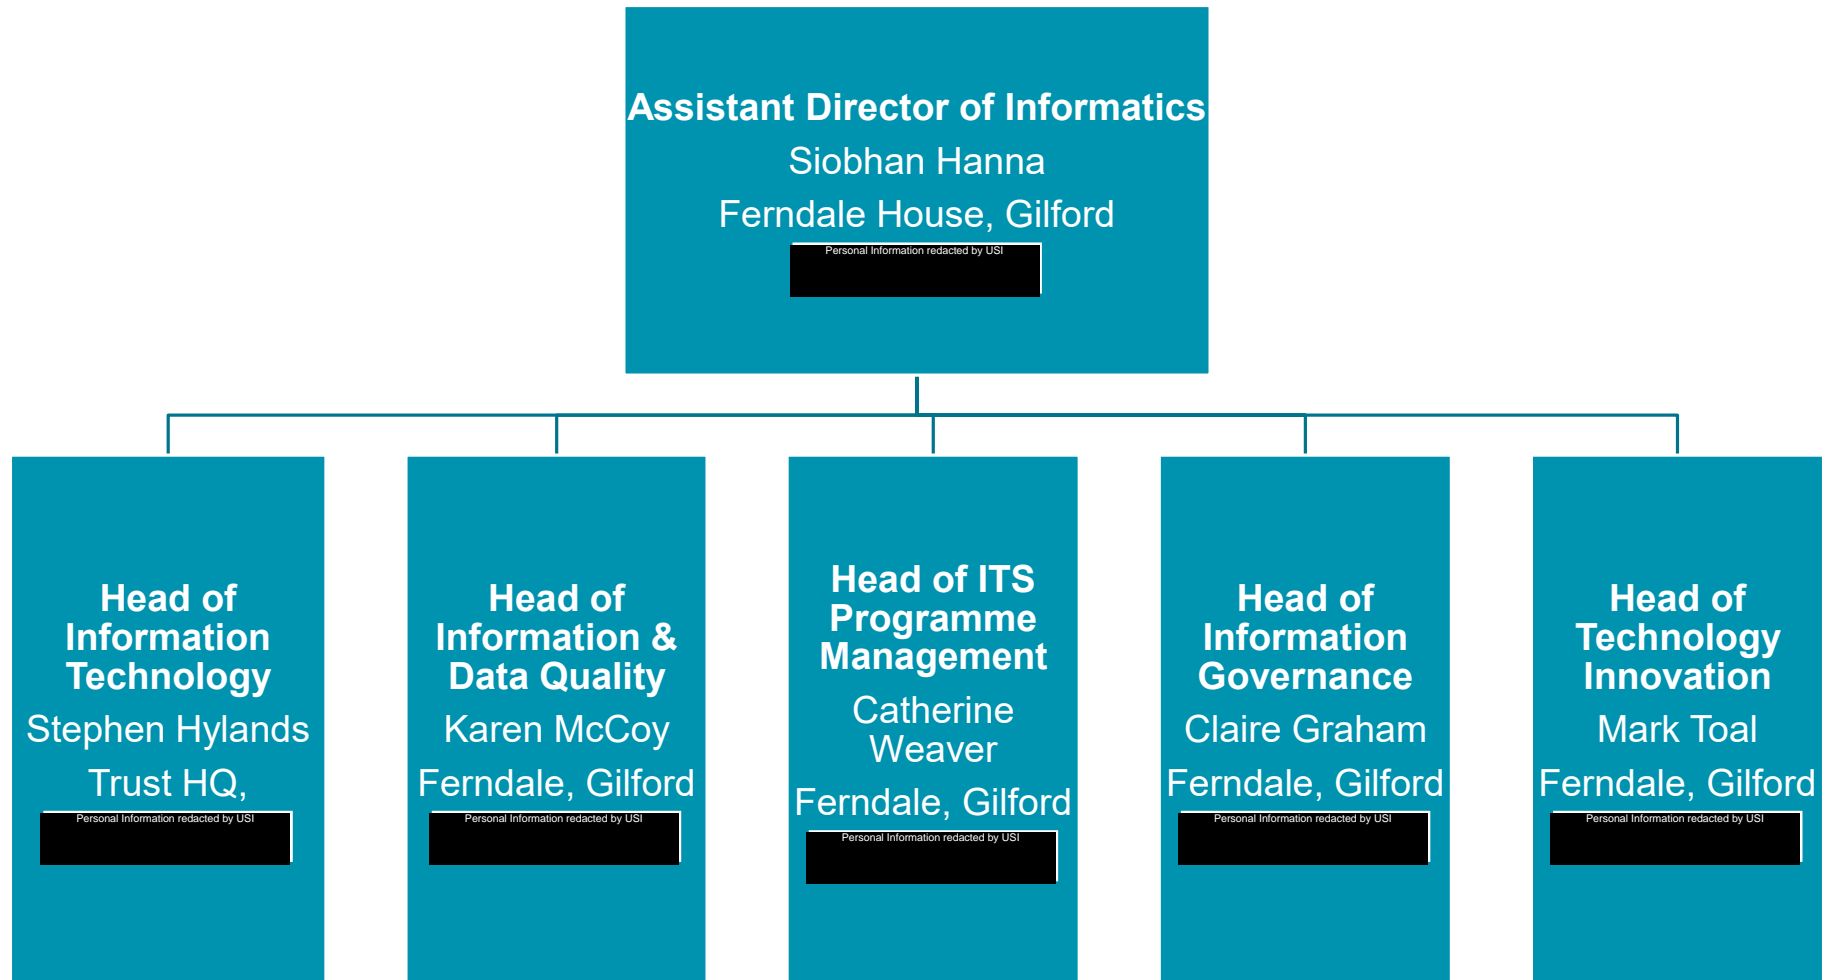 Assistant Director of Informatics
Siobhan Hanna
Ferndale House, Gilford
Personal Information redacted by USI
Head of
Information
Technology
Stephen Hylands
Trust HQ,
Personal Information redacted by USI
Head of
Information &
Data Quality
Karen McCoy
Ferndale, Gilford
Personal Information redacted by USI
Head of ITS
Programme
Management
Catherine
Weaver
Ferndale, Gilford
Personal Information redacted by USI
Head of
Information
Governance
Claire Graham
Ferndale, Gilford
Personal Information redacted by USI
Head of
Technology
Innovation
Mark Toal
Ferndale, Gilford
Personal Information redacted by USI